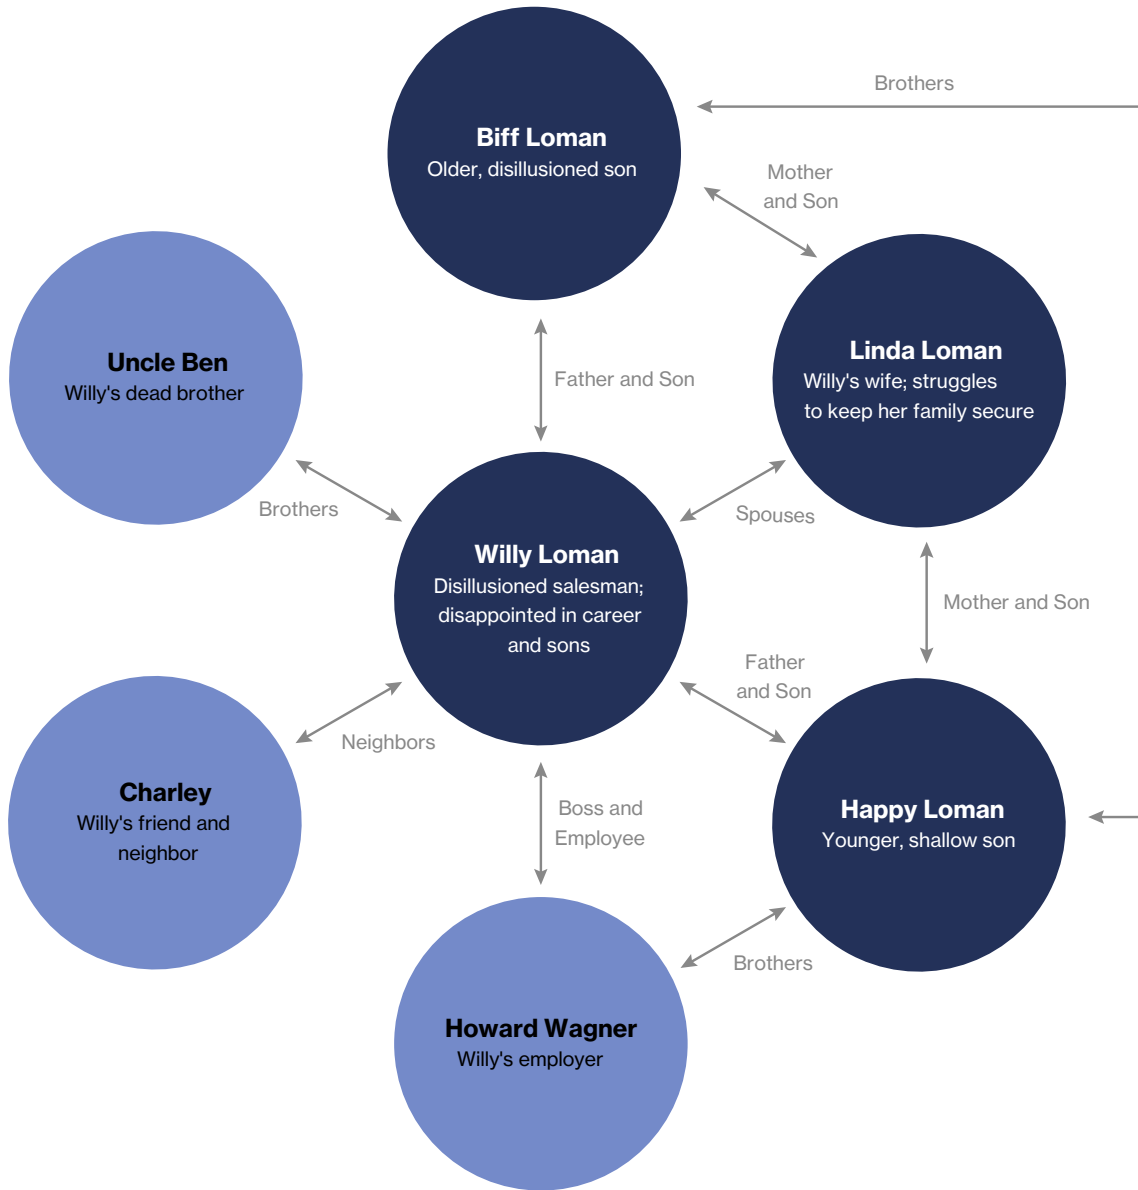 Brothers
Biff Loman
Older, disillusioned son
Mother
and Son
Uncle Ben
Willy's dead brother
Linda Loman
Willy's wife; struggles
to keep her family secure
Father and Son
Brothers
Spouses
Willy Loman
Disillusioned salesman;
disappointed in career
and sons
Mother and Son
Father
and Son
Neighbors
Charley
Willy's friend and
neighbor
Boss and
Employee
Happy Loman
Younger, shallow son
Brothers
Howard Wagner
Willy's employer